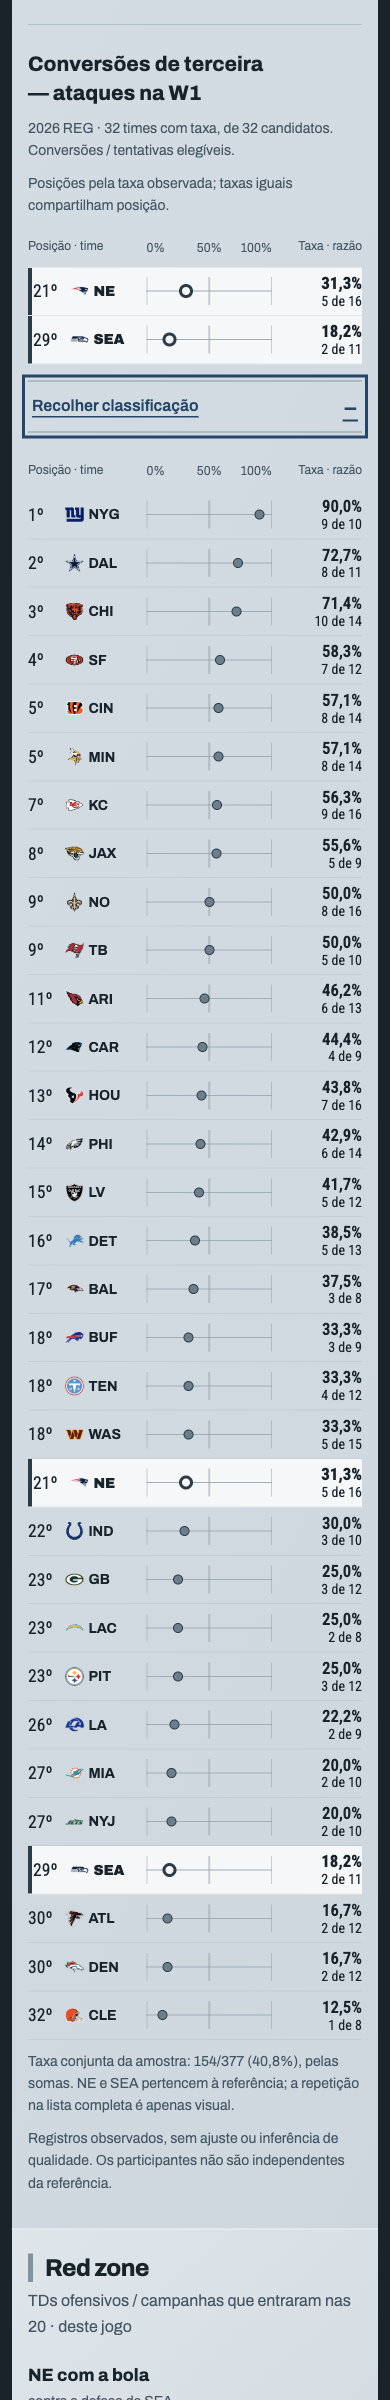 Conversões de terceira
— ataques na W1
2026 REG · 32 times com taxa, de 32 candidatos.
Conversões / tentativas elegíveis.
Posições pela taxa observada; taxas iguais
compartilham posição.
Posição · time 0% 50% 100% Taxa · razão
21º NE 31,3%
5 de 16
29º SEA 18,2%
2 de 11
Recolher classificação –
Posição · time 0% 50% 100% Taxa · razão
1º NYG 90,0%
9 de 10
2º DAL 72,7%
8 de 11
3º CHI 71,4%
10 de 14
4º SF 58,3%
7 de 12
5º CIN 57,1%
8 de 14
5º MIN 57,1%
8 de 14
7º KC 56,3%
9 de 16
8º JAX 55,6%
5 de 9
9º NO 50,0%
8 de 16
9º TB 50,0%
5 de 10
11º ARI 46,2%
6 de 13
12º CAR 44,4%
4 de 9
13º HOU 43,8%
7 de 16
14º PHI 42,9%
6 de 14
15º LV 41,7%
5 de 12
16º DET 38,5%
5 de 13
17º BAL 37,5%
3 de 8
18º BUF 33,3%
3 de 9
18º TEN 33,3%
4 de 12
18º WAS 33,3%
5 de 15
21º NE 31,3%
5 de 16
22º IND 30,0%
3 de 10
23º GB 25,0%
3 de 12
23º LAC 25,0%
2 de 8
23º PIT 25,0%
3 de 12
26º LA 22,2%
2 de 9
27º MIA 20,0%
2 de 10
27º NYJ 20,0%
2 de 10
29º SEA 18,2%
2 de 11
30º ATL 16,7%
2 de 12
30º DEN 16,7%
2 de 12
32º CLE 12,5%
1 de 8
Taxa conjunta da amostra: 154/377 (40,8%), pelas
somas. NE e SEA pertencem à referência; a repetição
na lista completa é apenas visual.
Registros observados, sem ajuste ou inferência de
qualidade. Os participantes não são independentes
da referência.
Red zone
TDs ofensivos / campanhas que entraram nas
20 · deste jogo
NE com a bola